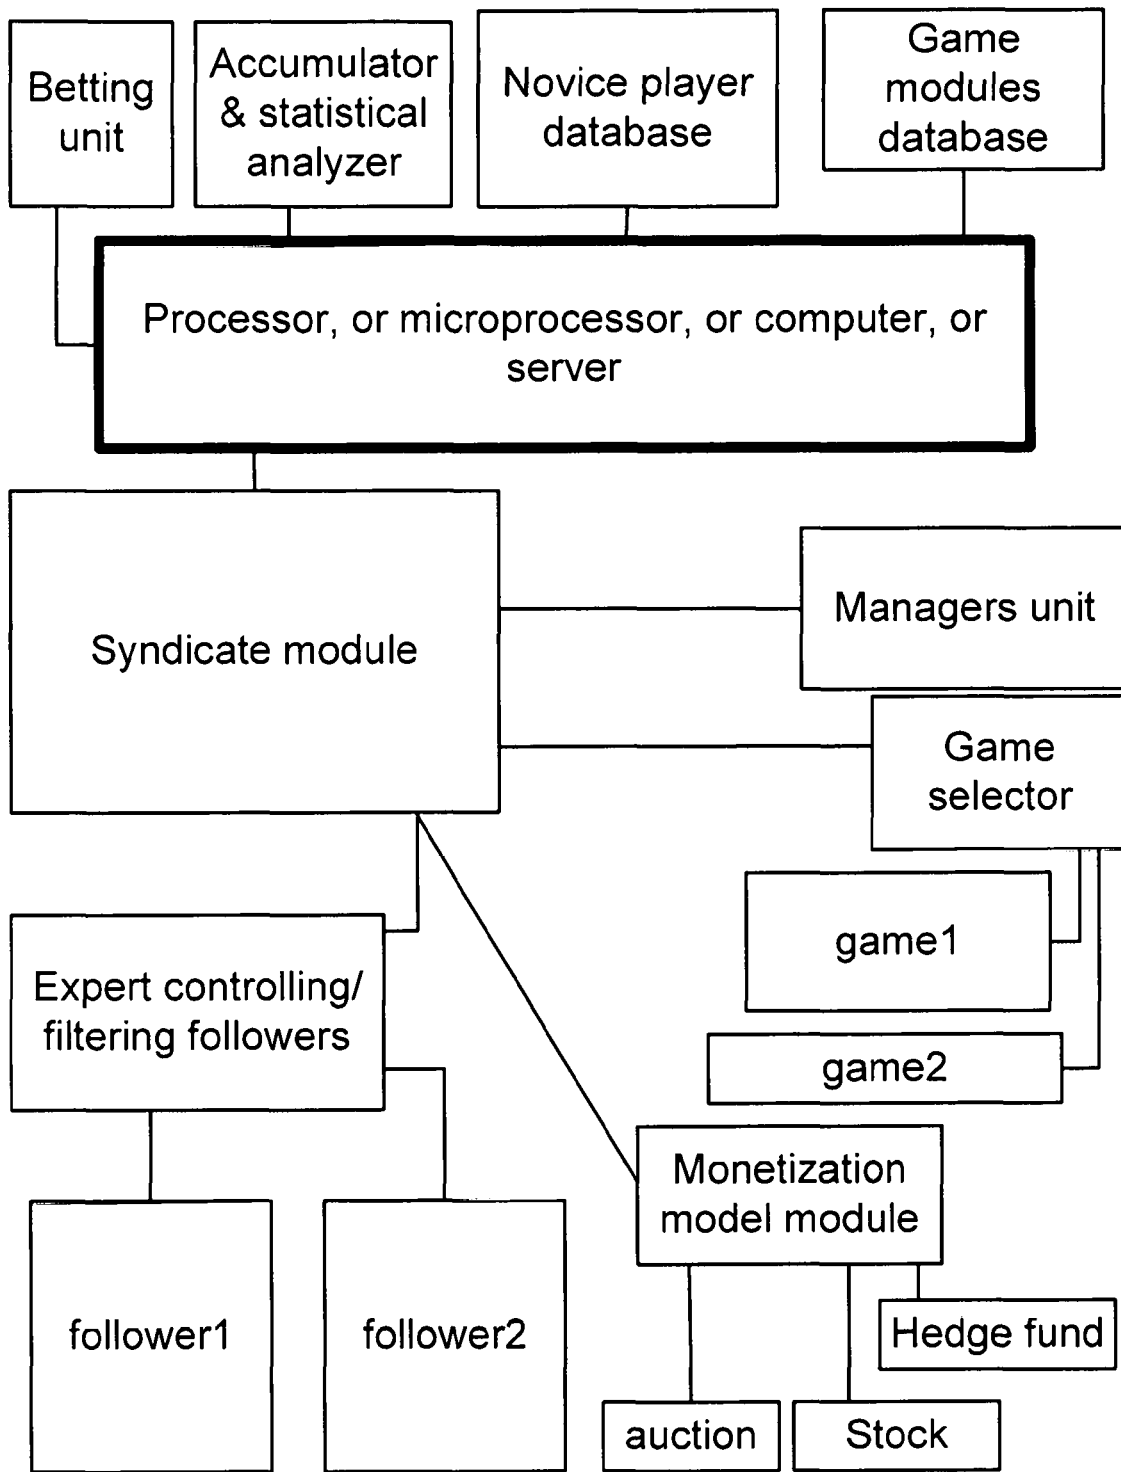 Betting
unit
Accumulator
& statistical
analyzer
Novice player
database
Game
modules
database
Processor, or microprocessor, or computer, or
server
Syndicate module
Managers unit
Game
selector
game1
game2
Expert controlling/
filtering followers
Monetization
model module
follower1
follower2
Hedge fund
auction
Stock